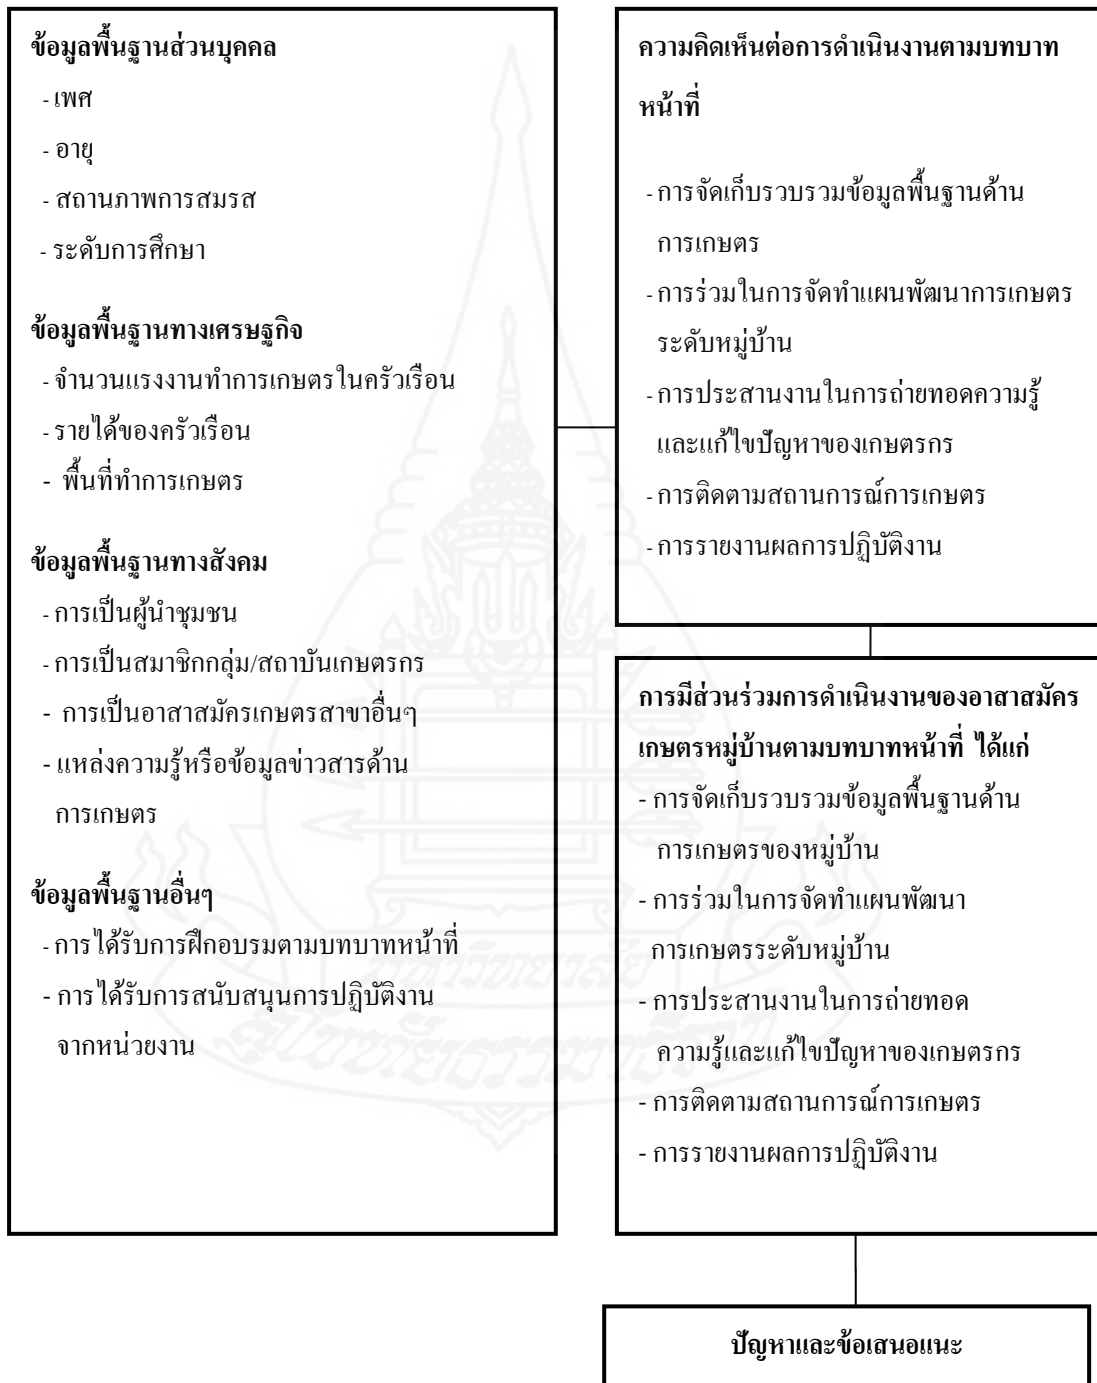 ข้อมูลพื้นฐานส่วนบุคคล
- เพศ
- อายุ
- สถานภาพการสมรส
- ระดับการศึกษา
ข้อมูลพื้นฐานทางเศรษฐกิจ
- จำนวนแรงงานทำการเกษตรในครัวเรือน
- รายได้ของครัวเรือน
- พื้นที่ทำการเกษตร
ข้อมูลพื้นฐานทางสังคม
- การเป็นผู้นำชุมชน
- การเป็นสมาชิกกลุ่ม/สถาบันเกษตรกร
- การเป็นอาสาสมัครเกษตรสาขาอื่นๆ
- แหล่งความรู้หรือข้อมูลข่าวสารด้าน
การเกษตร
ข้อมูลพื้นฐานอื่นๆ
- การได้รับการฝึกอบรมตามบทบาทหน้าที่
- การได้รับการสนับสนุนการปฏิบัติงาน
จากหน่วยงาน
ความคิดเห็นต่อการดำเนินงานตามบทบาท
หน้าที่
- การจัดเก็บรวบรวมข้อมูลพื้นฐานด้าน
การเกษตร
- การร่วมในการจัดทำแผนพัฒนาการเกษตร
ระดับหมู่บ้าน
- การประสานงานในการถ่ายทอดความรู้
และแก้ไขปัญหาของเกษตรกร
- การติดตามสถานการณ์การเกษตร
- การรายงานผลการปฏิบัติงาน
การมีส่วนร่วมการดำเนินงานของอาสาสมัคร
เกษตรหมู่บ้านตามบทบาทหน้าที่ ได้แก่
- การจัดเก็บรวบรวมข้อมูลพื้นฐานด้าน
การเกษตรของหมู่บ้าน
- การร่วมในการจัดทำแผนพัฒนา
การเกษตรระดับหมู่บ้าน
- การประสานงานในการถ่ายทอด
ความรู้และแก้ไขปัญหาของเกษตรกร
- การติดตามสถานการณ์การเกษตร
- การรายงานผลการปฏิบัติงาน
ปัญหาและข้อเสนอแนะ
มหาวิทยาลัย
สุโขทัยธรรมาธิราช